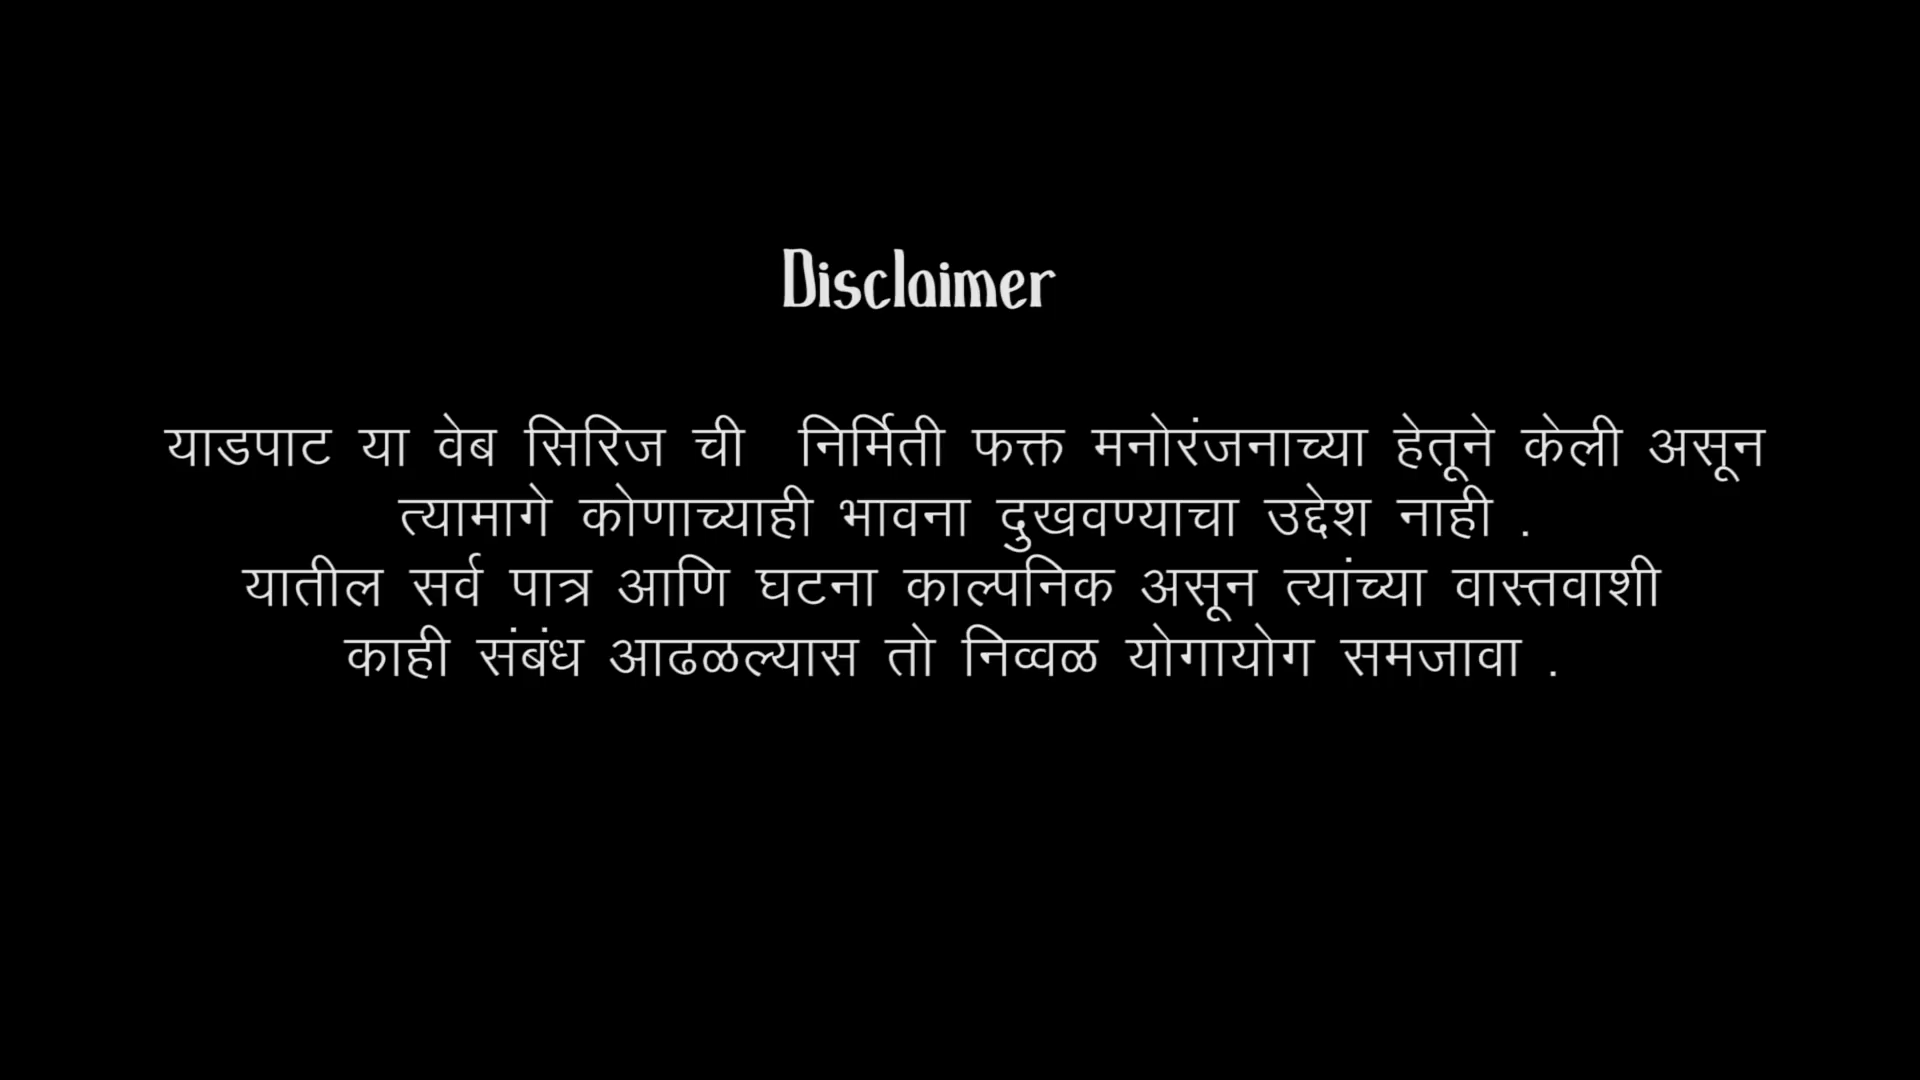 Disclaimer
याडपाट या वेब सिरिज ची निर्मिती फक्त मनोरंजनाच्या हेतूने केली असून
त्यामागे कोणाच्याही भावना दुखवण्याचा उद्देश नाही .
यातील सर्व पात्र आणि घटना काल्पनिक असून त्यांच्या वास्तवाशी
काही संबंध आढळल्यास तो निव्वळ योगायोग समजावा .